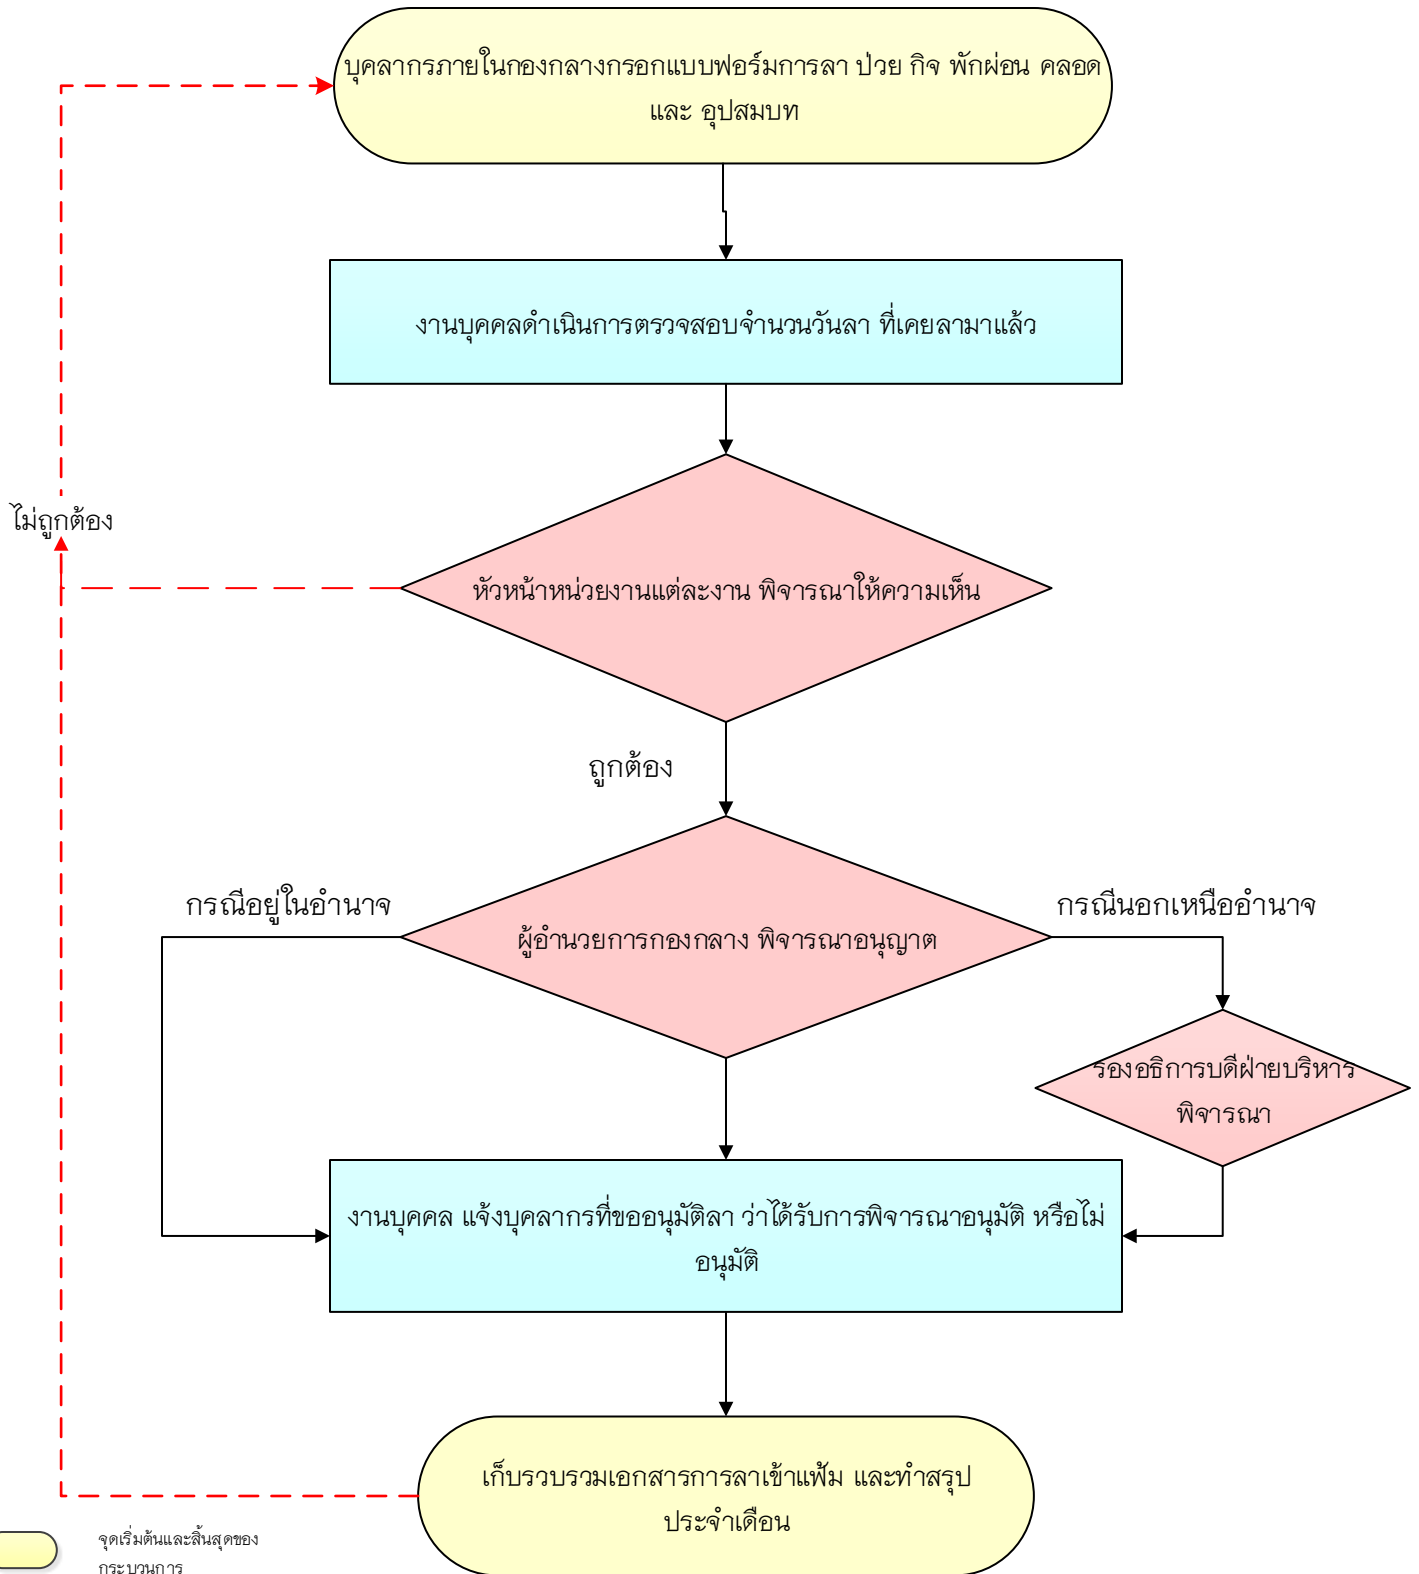 บุคลากรภายในกองกลางกรอกแบบฟอร์มการลา ป่วย กิจ พักผ่อน คลอด
และ อุปสมบท
งานบุคคลดำเนินการตรวจสอบจำนวนวันลา ที่เคยลามาแล้ว
ไม่ถูกต้อง
หัวหน้าหน่วยงานแต่ละงาน พิจารณาให้ความเห็น
ถูกต้อง
กรณีอยู่ในอำนาจ
กรณีนอกเหนืออำนาจ
ผู้อำนวยการกองกลาง พิจารณาอนุญาต
รองอธิการบดีฝ่ายบริหาร
พิจารณา
งานบุคคล แจ้งบุคลากรที่ขออนุมัติลา ว่าได้รับการพิจารณาอนุมัติ หรือไม่
อนุมัติ
เก็บรวบรวมเอกสารการลาเข้าแฟ้ม และทำสรุป
ประจำเดือน
จุดเริ่มต้นและสิ้นสุดของ
กระบวนการ